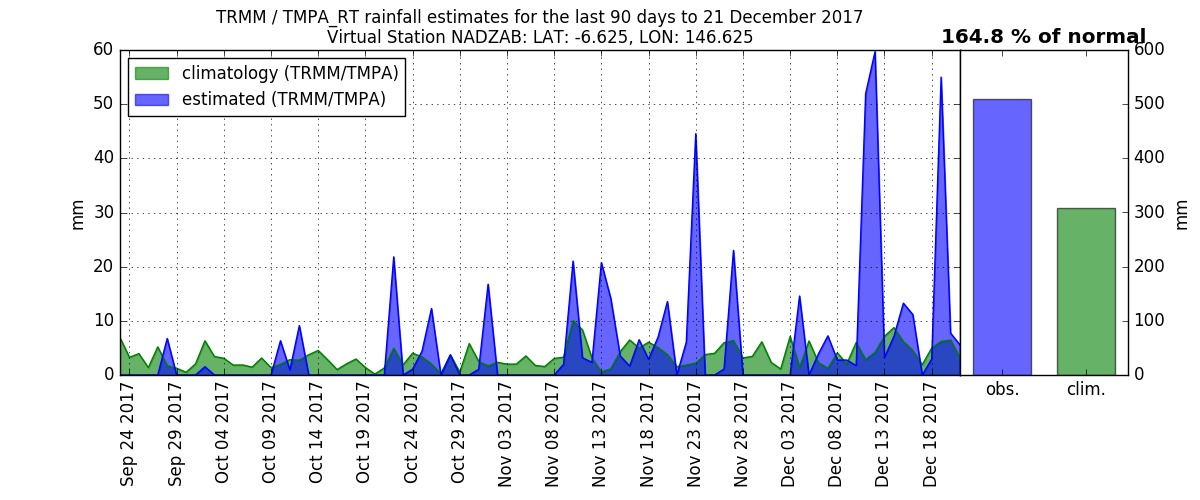 TRMM / TMPA_RT rainfall estimates for the last 90 days to 21 December 2017
Virtual Station NADZAB: LAT: -6.625, LON: 146.625
164.8 % of normal
climatology (TRMM/TMPA)
estimated (TRMM/TMPA)
60
50
40
30
20
10
0
mm
600
500
400
300
200
100
0
mm
obs.
clim.
Sep 24 2017
Sep 29 2017
Oct 04 2017
Oct 09 2017
Oct 14 2017
Oct 19 2017
Oct 24 2017
Oct 29 2017
Nov 03 2017
Nov 08 2017
Nov 13 2017
Nov 18 2017
Nov 23 2017
Nov 28 2017
Dec 03 2017
Dec 08 2017
Dec 13 2017
Dec 18 2017